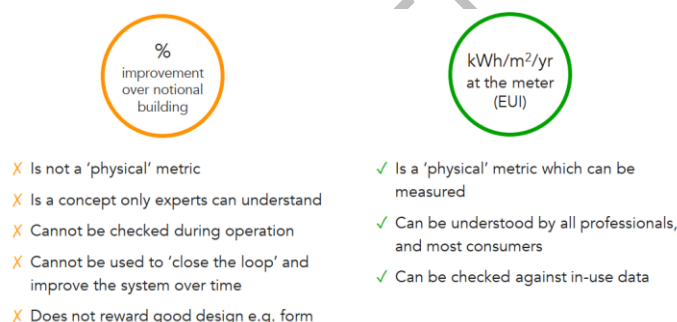 %
improvement
over notional
building
✗ Is not a ‘physical’ metric
✗ Is a concept only experts can understand
✗ Cannot be checked during operation
✗ Cannot be used to ‘close the loop’ and
improve the system over time
✗ Does not reward good design e.g. form
kWh/m²/yr
at the meter
(EUI)
✓ Is a ‘physical’ metric which can be
measured
✓ Can be understood by all professionals,
and most consumers
✓ Can be checked against in-use data